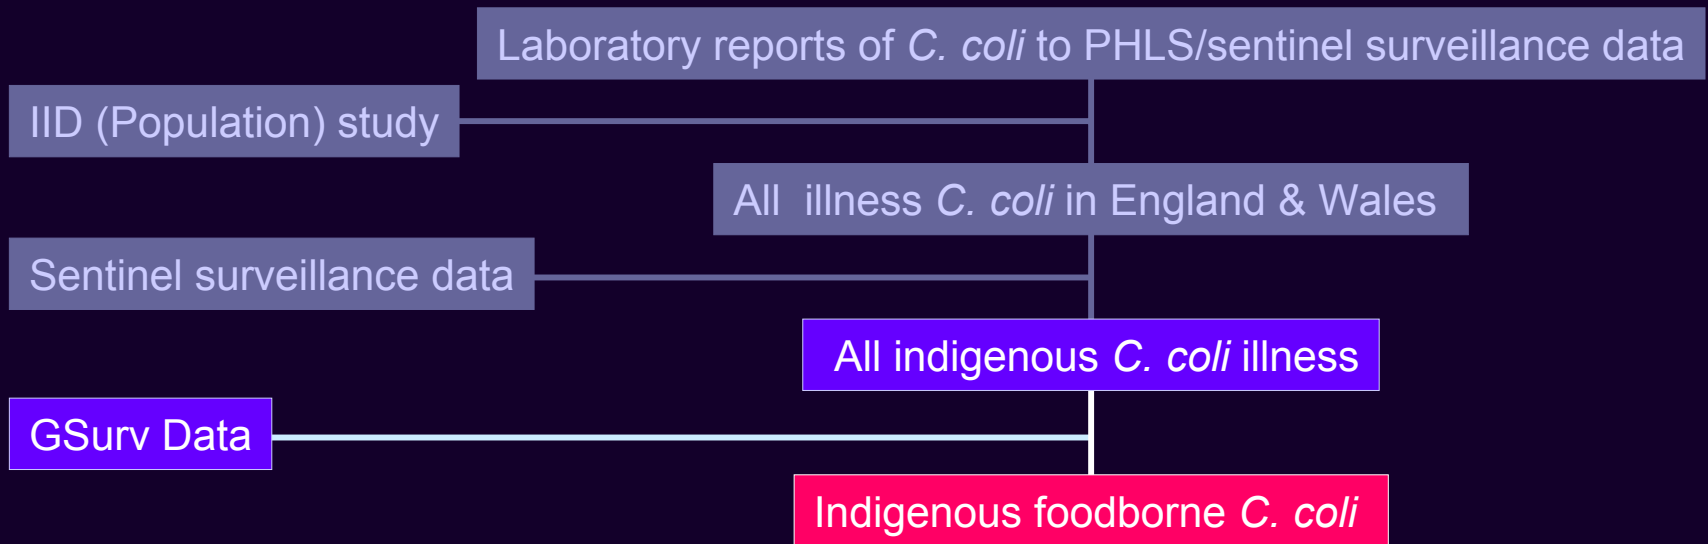 Laboratory reports of C. coli to PHLS/sentinel surveillance data
IID (Population) study
All illness C. coli in England & Wales
Sentinel surveillance data
All indigenous C. coli illness
GSurv Data
Indigenous foodborne C. coli